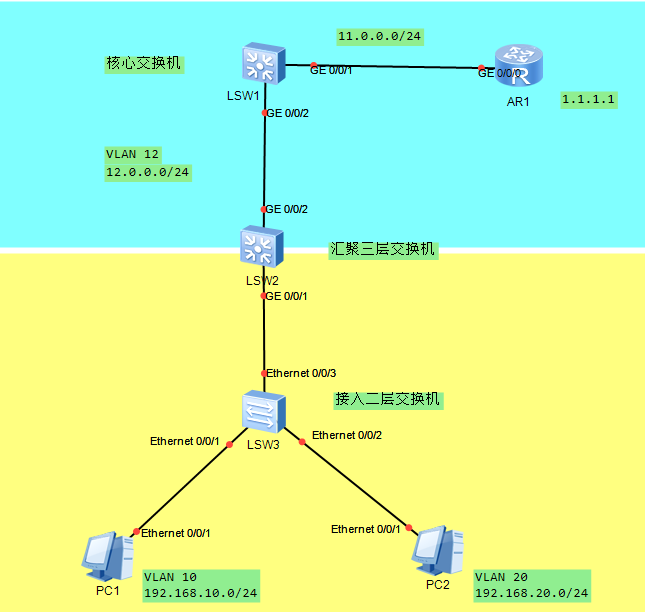 11.0.0.0/24
核心交换机
GE 0/0/1
GE 0/0/0
LSW1
AR1
1.1.1.1
GE 0/0/2
VLAN 12
12.0.0.0/24
GE 0/0/2
汇聚三层交换机
LSW2
GE 0/0/1
Ethernet 0/0/3
接入二层交换机
Ethernet 0/0/1
Ethernet 0/0/2
LSW3
Ethernet 0/0/1
Ethernet 0/0/1
PC1
VLAN 10
192.168.10.0/24
PC2
VLAN 20
192.168.20.0/24